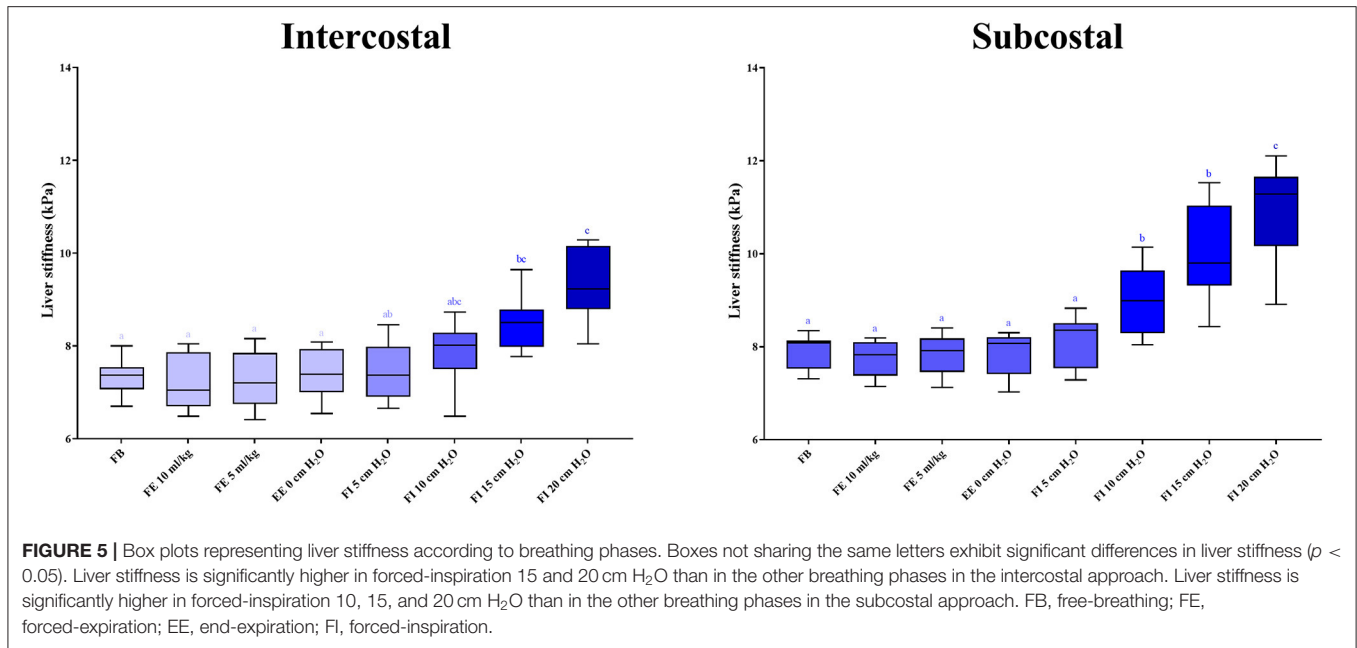 Intercostal
Liver stiffness (kPa)
14
12
10
8
6
a
a
a
a
ab
abc
bc
c
FB
FE 10 ml/kg
FE 5 ml/kg
EE 0 cm H₂O
FI 5 cm H₂O
FI 10 cm H₂O
FI 15 cm H₂O
FI 20 cm H₂O
Subcostal
Liver stiffness (kPa)
14
12
10
8
6
a
a
a
a
a
b
b
c
FB
FE 10 ml/kg
FE 5 ml/kg
EE 0 cm H₂O
FI 5 cm H₂O
FI 10 cm H₂O
FI 15 cm H₂O
FI 20 cm H₂O
FIGURE 5 | Box plots representing liver stiffness according to breathing phases. Boxes not sharing the same letters exhibit significant differences in liver stiffness (p <
0.05). Liver stiffness is significantly higher in forced-inspiration 15 and 20 cm H₂O than in the other breathing phases in the intercostal approach. Liver stiffness is
significantly higher in forced-inspiration 10, 15, and 20 cm H₂O than in the other breathing phases in the subcostal approach. FB, free-breathing; FE,
forced-expiration; EE, end-expiration; FI, forced-inspiration.